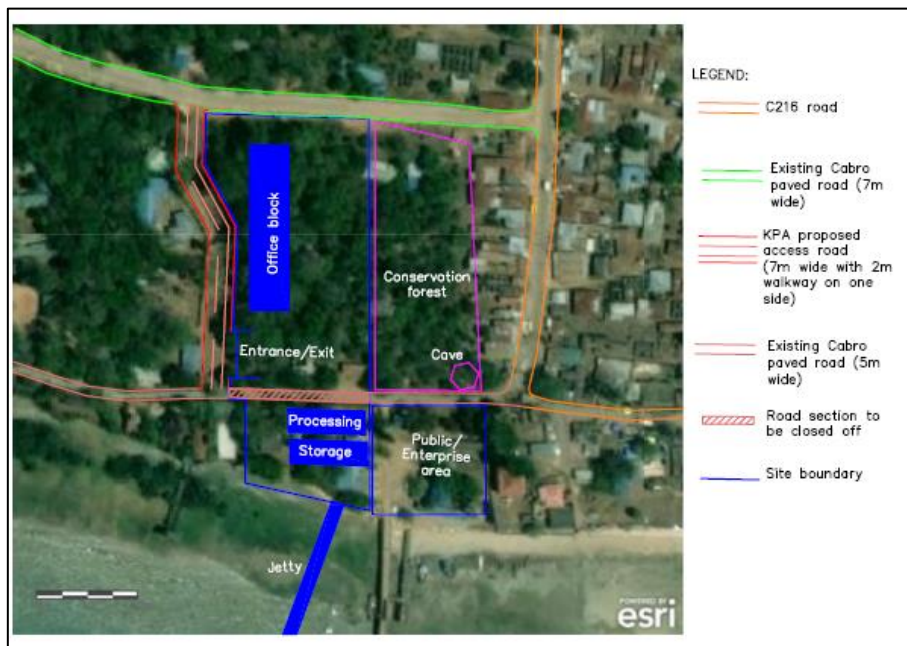 LEGEND:
C216 road
Existing Cabro
paved road (7m
wide)
KPA proposed
access road
(7m wide with 2m
walkway on one
side)
Existing Cabro
paved road (5m
wide)
Road section to
be closed off
Site boundary
Office block
Conservation
forest
Cave
Entrance/Exit
Processing
Storage
Public/
Enterprise
area
Jetty
POWERED BY
esri